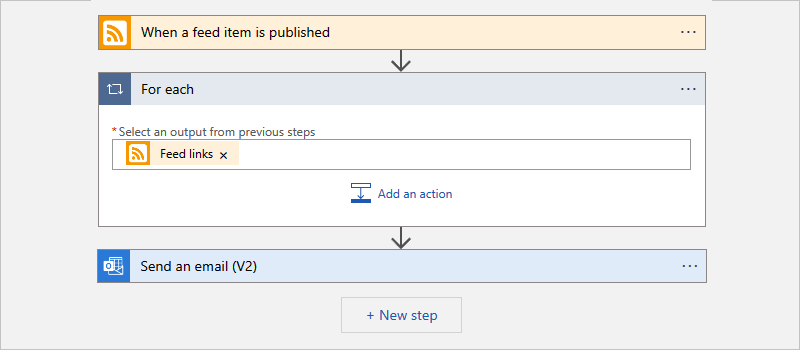 When a feed item is published
For each
* Select an output from previous steps
Feed links ×
Add an action
Send an email (V2)
+ New step